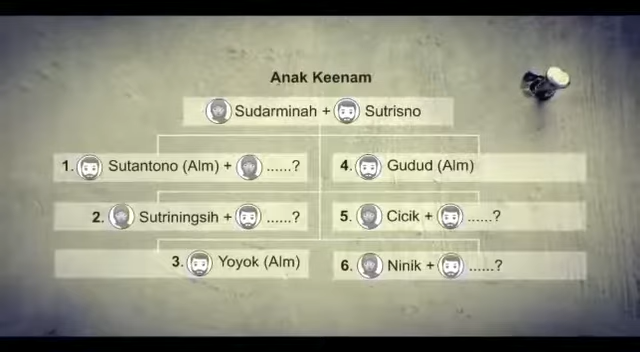 Anak Keenam
Sudarminah + Sutrisno
1. Sutantono (Alm) + ......?
2. Sutriningsih + ......?
3. Yoyok (Alm)
4. Gudud (Alm)
5. Cicik + ......?
6. Ninik + ......?